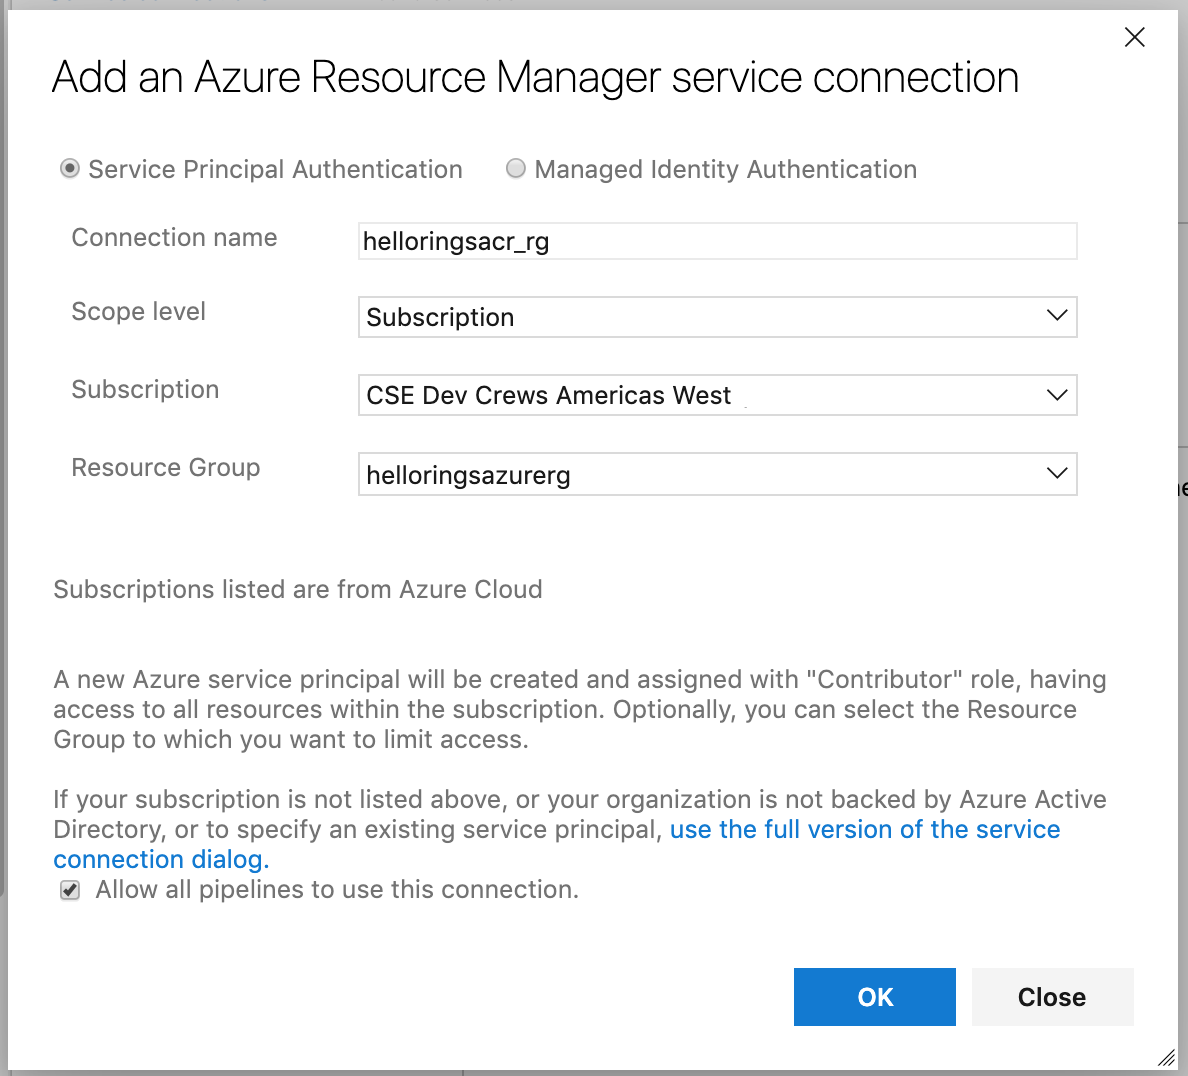 Add an Azure Resource Manager service connection
Service Principal Authentication
Managed Identity Authentication
Connection name
helloringsacr_rg
Scope level
Subscription
Subscription
CSE Dev Crews Americas West
Resource Group
helloringsazurerg
Subscriptions listed are from Azure Cloud
A new Azure service principal will be created and assigned with "Contributor" role, having
access to all resources within the subscription. Optionally, you can select the Resource
Group to which you want to limit access.
If your subscription is not listed above, or your organization is not backed by Azure Active
Directory, or to specify an existing service principal, use the full version of the service
connection dialog.
Allow all pipelines to use this connection.
OK
Close